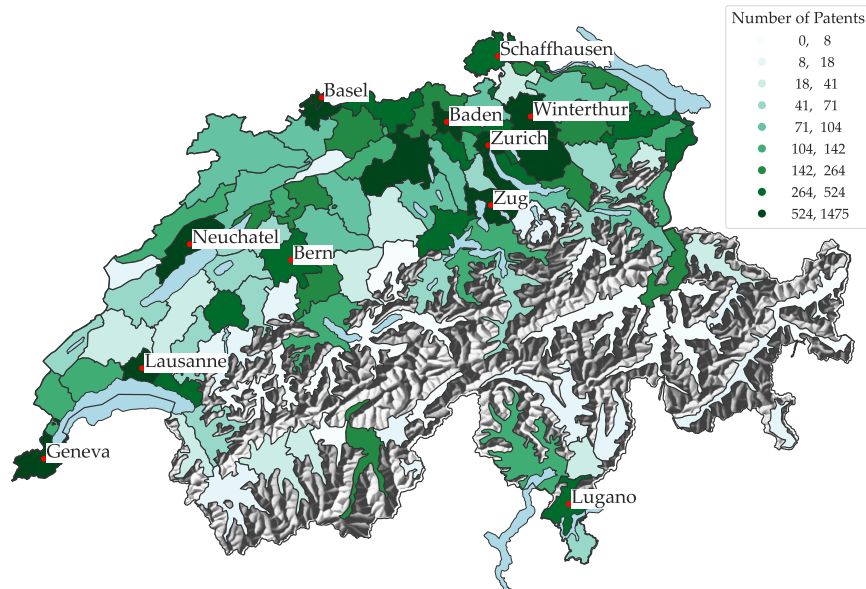 Number of Patents
0, 8
8, 18
18, 41
41, 71
71, 104
104, 142
142, 264
264, 524
524, 1475
Schaffhausen
Basel
Baden
Winterthur
Zurich
Zug
Neuchatel
Bern
Lausanne
Geneva
Lugano